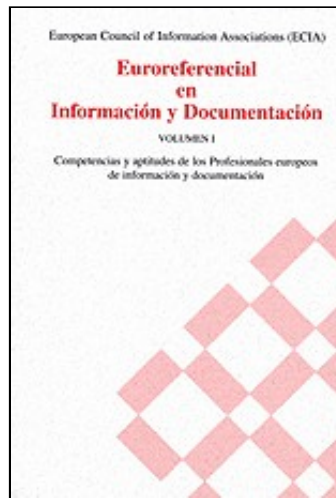 European Council of Information Associations (ECIA)
Euroreferencial
en
Información y Documentación
VOLUMEN I
Competencias y aptitudes de los Profesionales europeos
de información y documentación